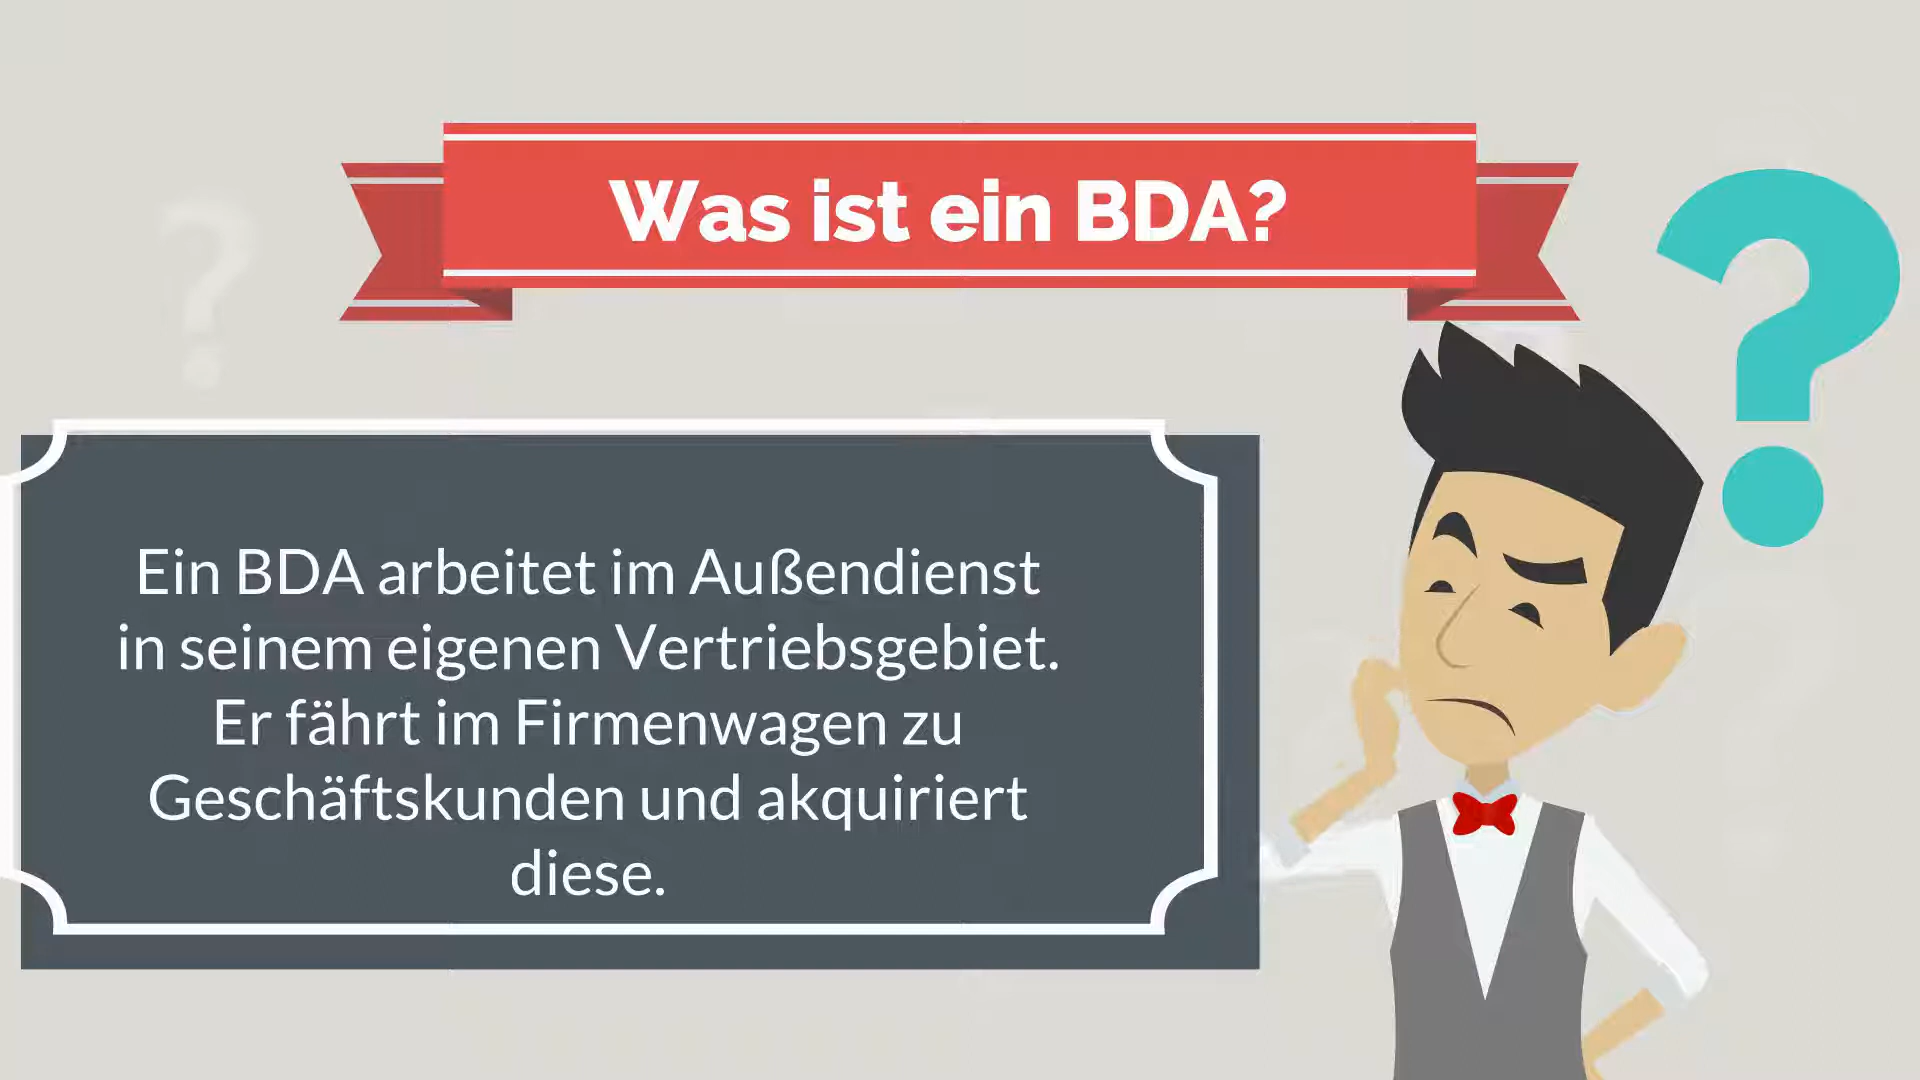 Was ist ein BDA?
Ein BDA arbeitet im Außendienst
in seinem eigenen Vertriebsgebiet.
Er fährt im Firmenwagen zu
Geschäftskunden und akquiriert
diese.